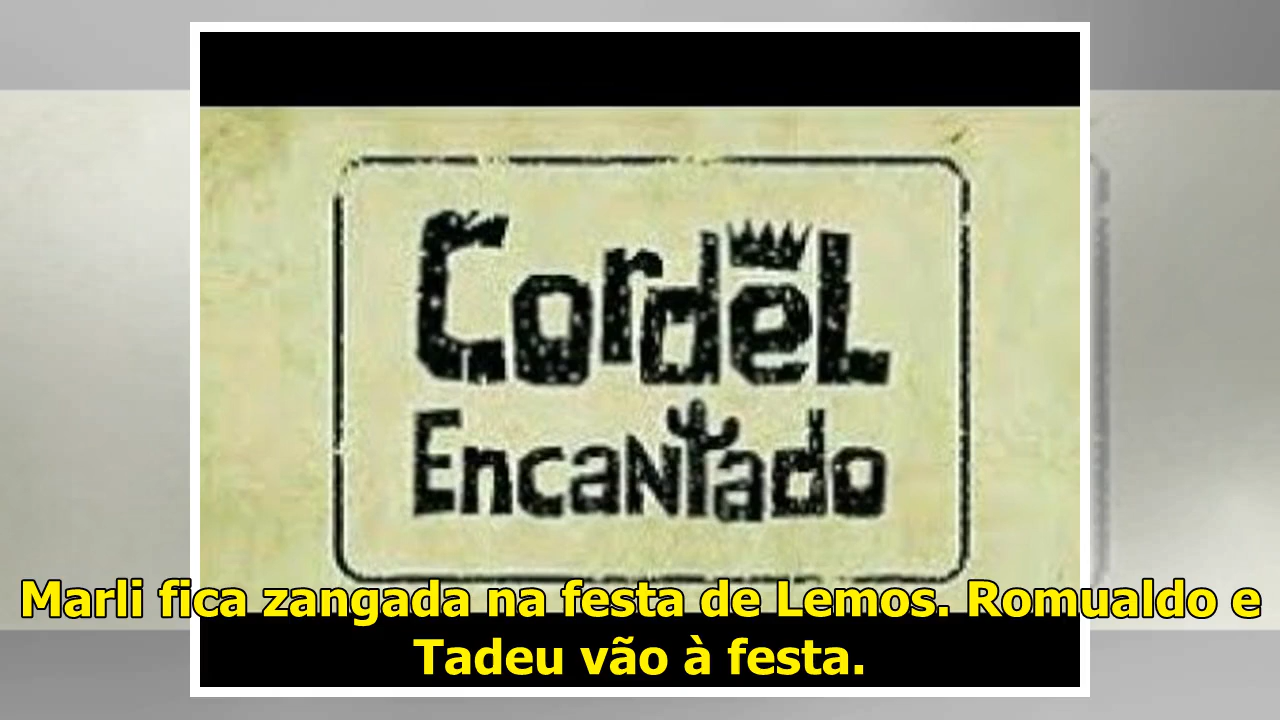 Cordel
Encantado
Marli fica zangada na festa de Lemos. Romualdo e
Tadeu vão à festa.